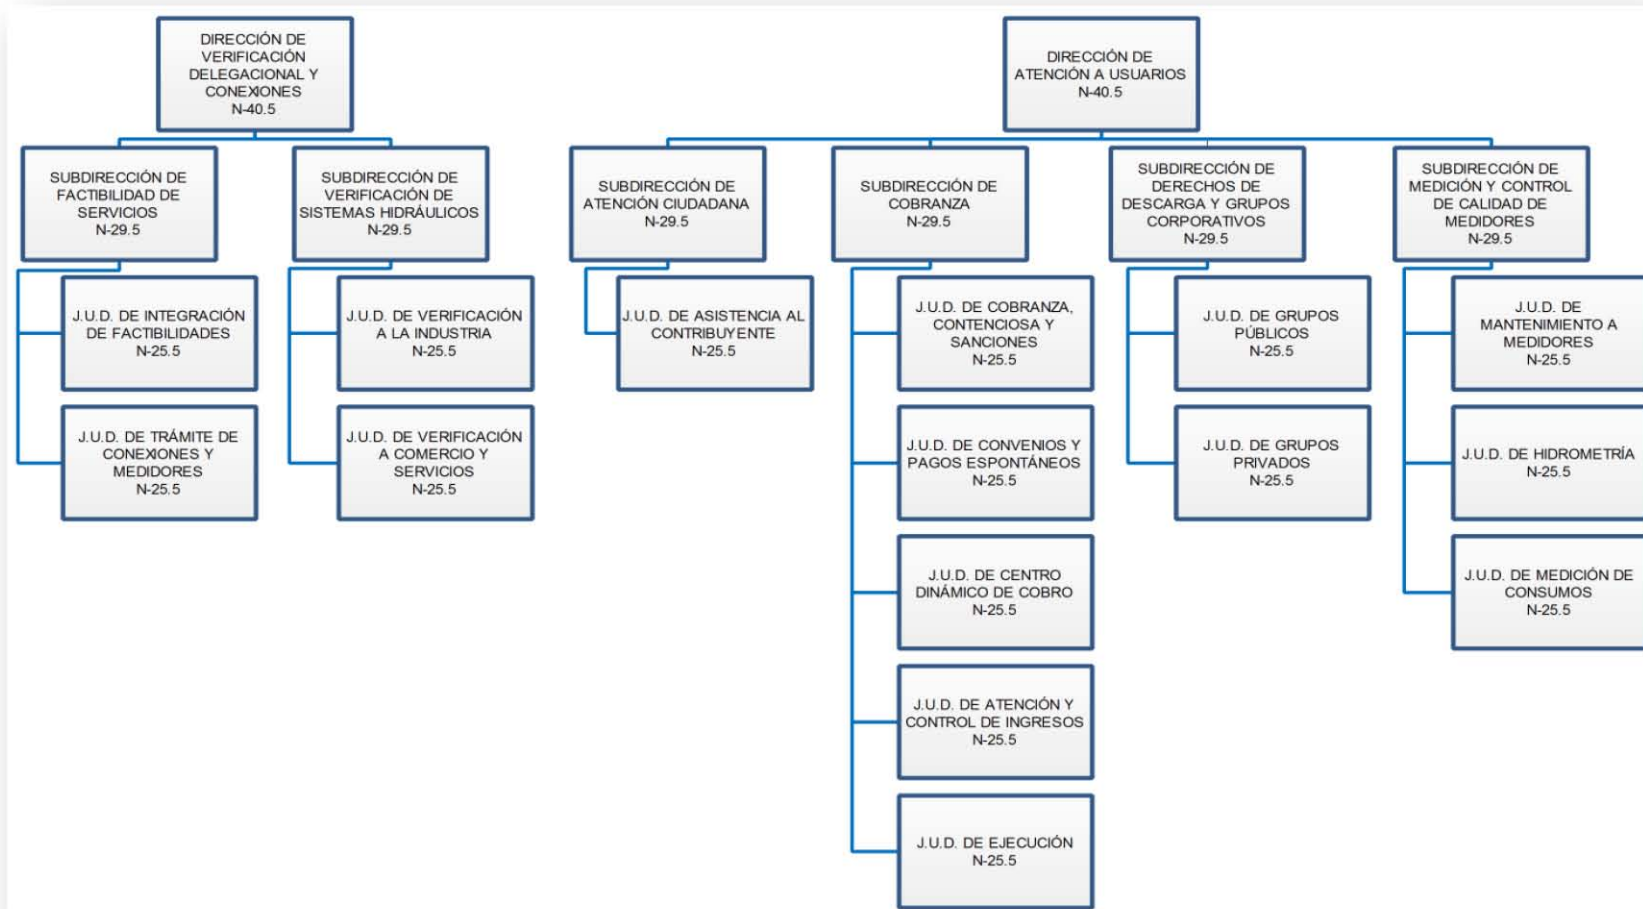 DIRECCIÓN DE
VERIFICACIÓN
DELEGACIONAL Y
CONEXIONES
N-40.5
DIRECCIÓN DE
ATENCIÓN A USUARIOS
N-40.5
SUBDIRECCIÓN DE
FACTIBILIDAD DE
SERVICIOS
N-29.5
SUBDIRECCIÓN DE
VERIFICACIÓN DE
SISTEMAS HIDRÁULICOS
N-29.5
SUBDIRECCIÓN DE
ATENCIÓN CIUDADANA
N-29.5
SUBDIRECCIÓN DE
COBRANZA
N-29.5
SUBDIRECCIÓN DE
DERECHOS DE
DESCARGA Y GRUPOS
CORPORATIVOS
N-29.5
SUBDIRECCIÓN DE
MEDICIÓN Y CONTROL
DE CALIDAD DE
MEDIDORES
N-29.5
J.U.D. DE INTEGRACIÓN
DE FACTIBILIDADES
N-25.5
J.U.D. DE VERIFICACIÓN
A LA INDUSTRIA
N-25.5
J.U.D. DE ASISTENCIA AL
CONTRIBUYENTE
N-25.5
J.U.D. DE COBRANZA,
CONTENCIOSA Y
SANCIONES
N-25.5
J.U.D. DE GRUPOS
PÚBLICOS
N-25.5
J.U.D. DE
MANTENIMIENTO A
MEDIDORES
N-25.5
J.U.D. DE TRÁMITE DE
CONEXIONES Y
MEDIDORES
N-25.5
J.U.D. DE VERIFICACIÓN
A COMERCIO Y
SERVICIOS
N-25.5
J.U.D. DE CONVENIOS Y
PAGOS ESPONTÁNEOS
N-25.5
J.U.D. DE GRUPOS
PRIVADOS
N-25.5
J.U.D. DE HIDROMETRÍA
N-25.5
J.U.D. DE CENTRO
DINÁMICO DE COBRO
N-25.5
J.U.D. DE MEDICIÓN DE
CONSUMOS
N-25.5
J.U.D. DE ATENCIÓN Y
CONTROL DE INGRESOS
N-25.5
J.U.D. DE EJECUCIÓN
N-25.5